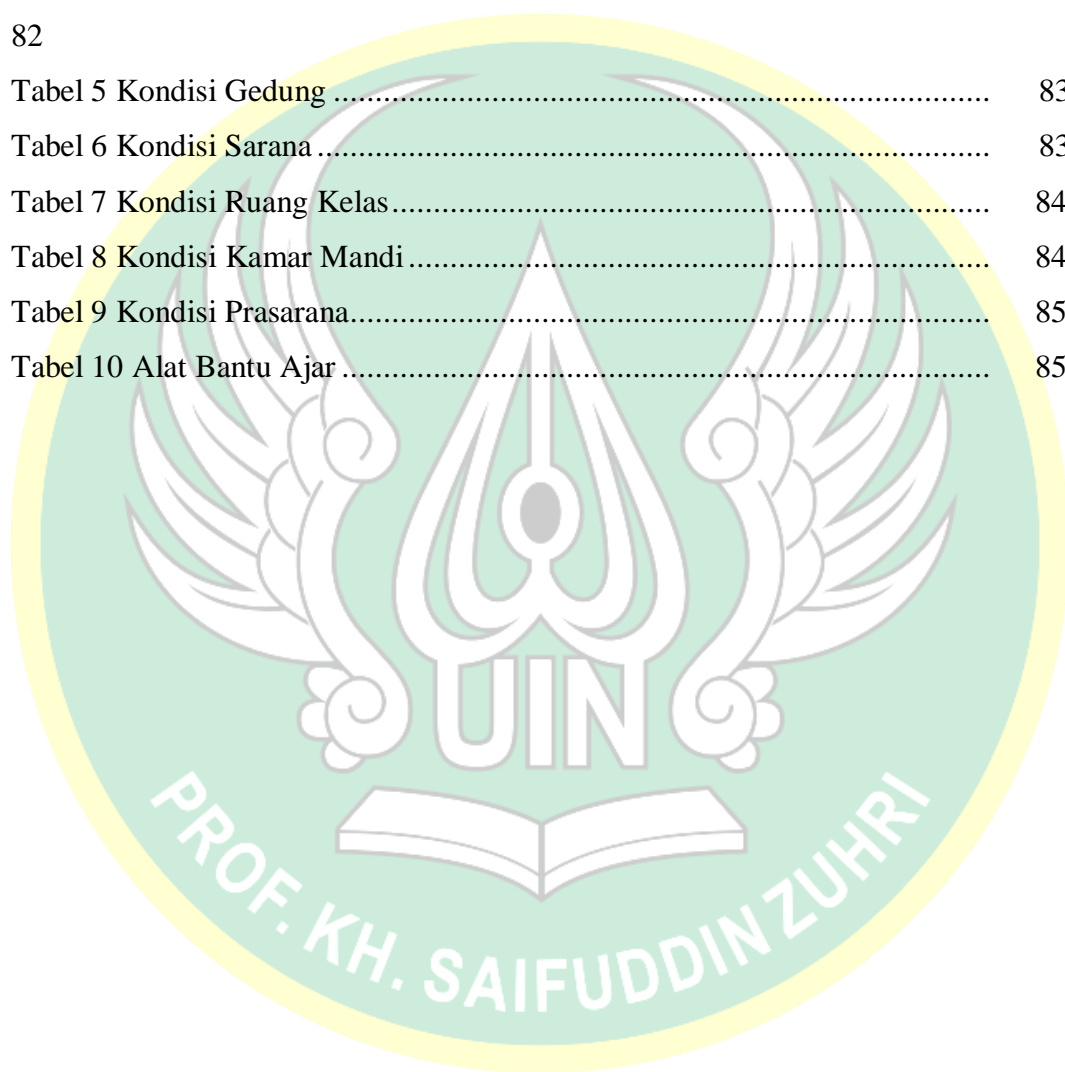 82
Tabel 5 Kondisi Gedung ........................................................................................ 83
Tabel 6 Kondisi Sarana ........................................................................................ 83
Tabel 7 Kondisi Ruang Kelas ........................................................................................ 84
Tabel 8 Kondisi Kamar Mandi ........................................................................................ 84
Tabel 9 Kondisi Prasarana ........................................................................................ 85
Tabel 10 Alat Bantu Ajar ........................................................................................ 85
UIN
PROF. KH. SAIFUDDIN ZUHRI